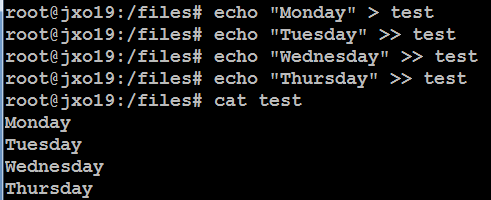 root@jxo19:/files# echo "Monday" > test
root@jxo19:/files# echo "Tuesday" >> test
root@jxo19:/files# echo "Wednesday" >> test
root@jxo19:/files# echo "Thursday" >> test
root@jxo19:/files# cat test
Monday
Tuesday
Wednesday
Thursday